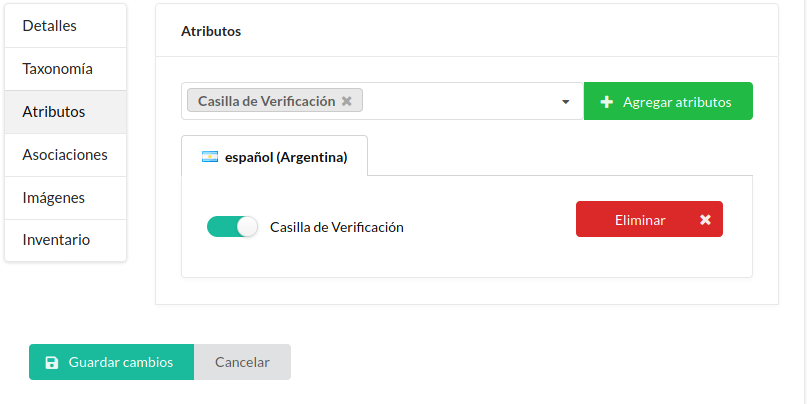 Detalles
Taxonomía
Atributos
Asociaciones
Imágenes
Inventario
Atributos
Casilla de Verificación
Agregar atributos
español (Argentina)
Casilla de Verificación
Eliminar
Guardar cambios
Cancelar